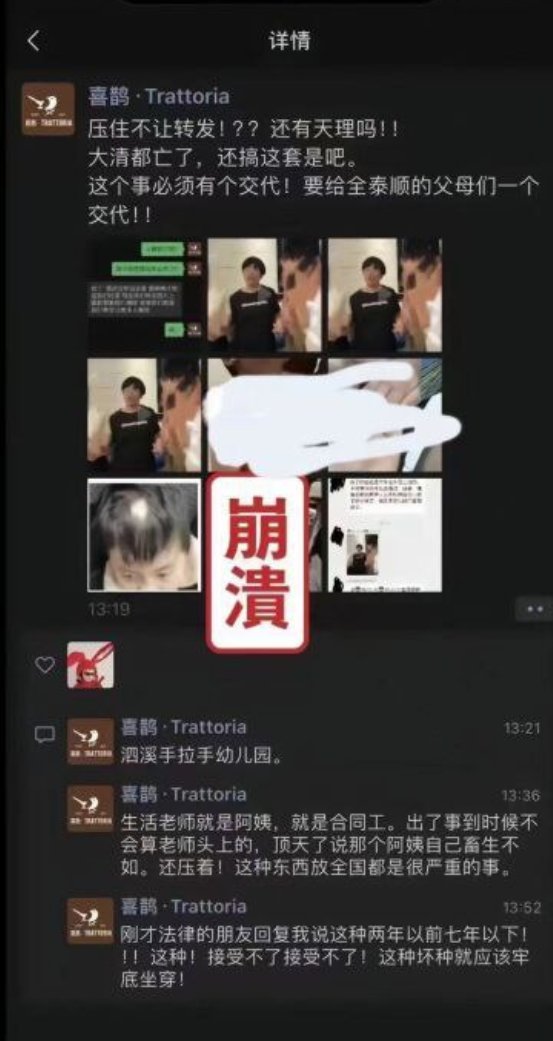 详情
喜鹊 · Trattoria
压住不让转发！？？还有天理吗！！
大清都亡了，还搞这套是吧。
这个事必须有个交代！要给全泰顺的父母们一个
交代！！
崩溃
13:19
喜鹊 · Trattoria
13:21
泗溪手拉手幼儿园。
喜鹊 · Trattoria
13:36
生活老师就是阿姨，就是合同工。出了事到时候不
会算老师头上的，顶天了说那个阿姨自己畜生不
如。还压着！这种东西放全国都是很严重的事。
喜鹊 · Trattoria
13:52
刚才法律的朋友回复我说这种两年以前七年以下！
！！这种！接受不了接受不了！这种坏种就应该牢
底坐穿！